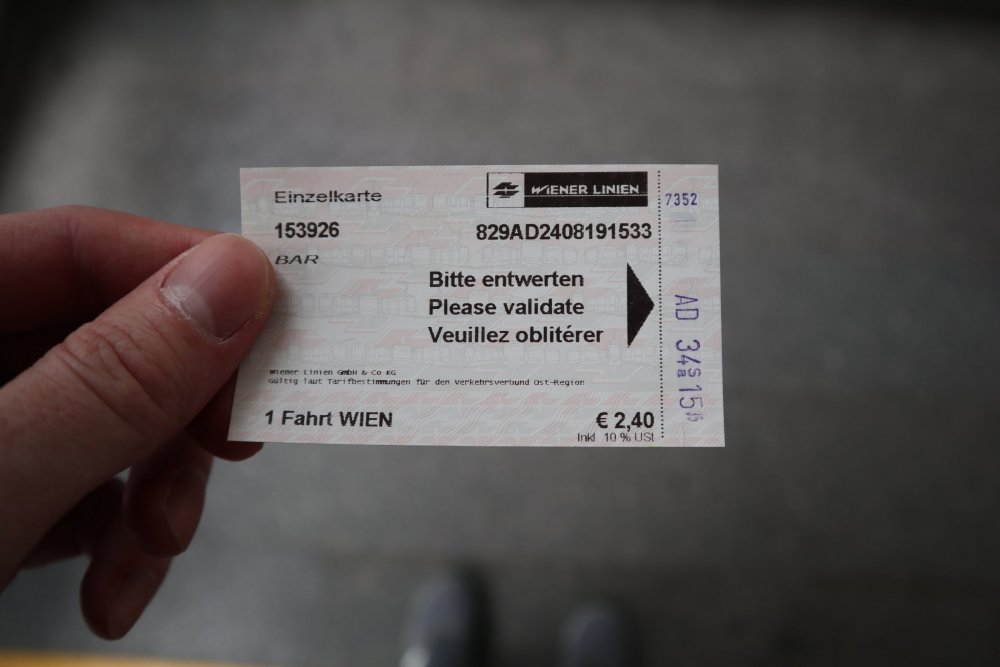 Einzelkarte
WIENER LINIEN
7352
153926
829AD2408191533
BAR
Bitte entwerten
Please validate
Veuillez oblitérer
AD 34Sa15
Wiener Linien GmbH & Co KG
Gültig laut Tarifbestimmungen für den Verkehrsverbund Ost-Region
1 Fahrt WIEN
€ 2,40
Inkl. 10 % USt